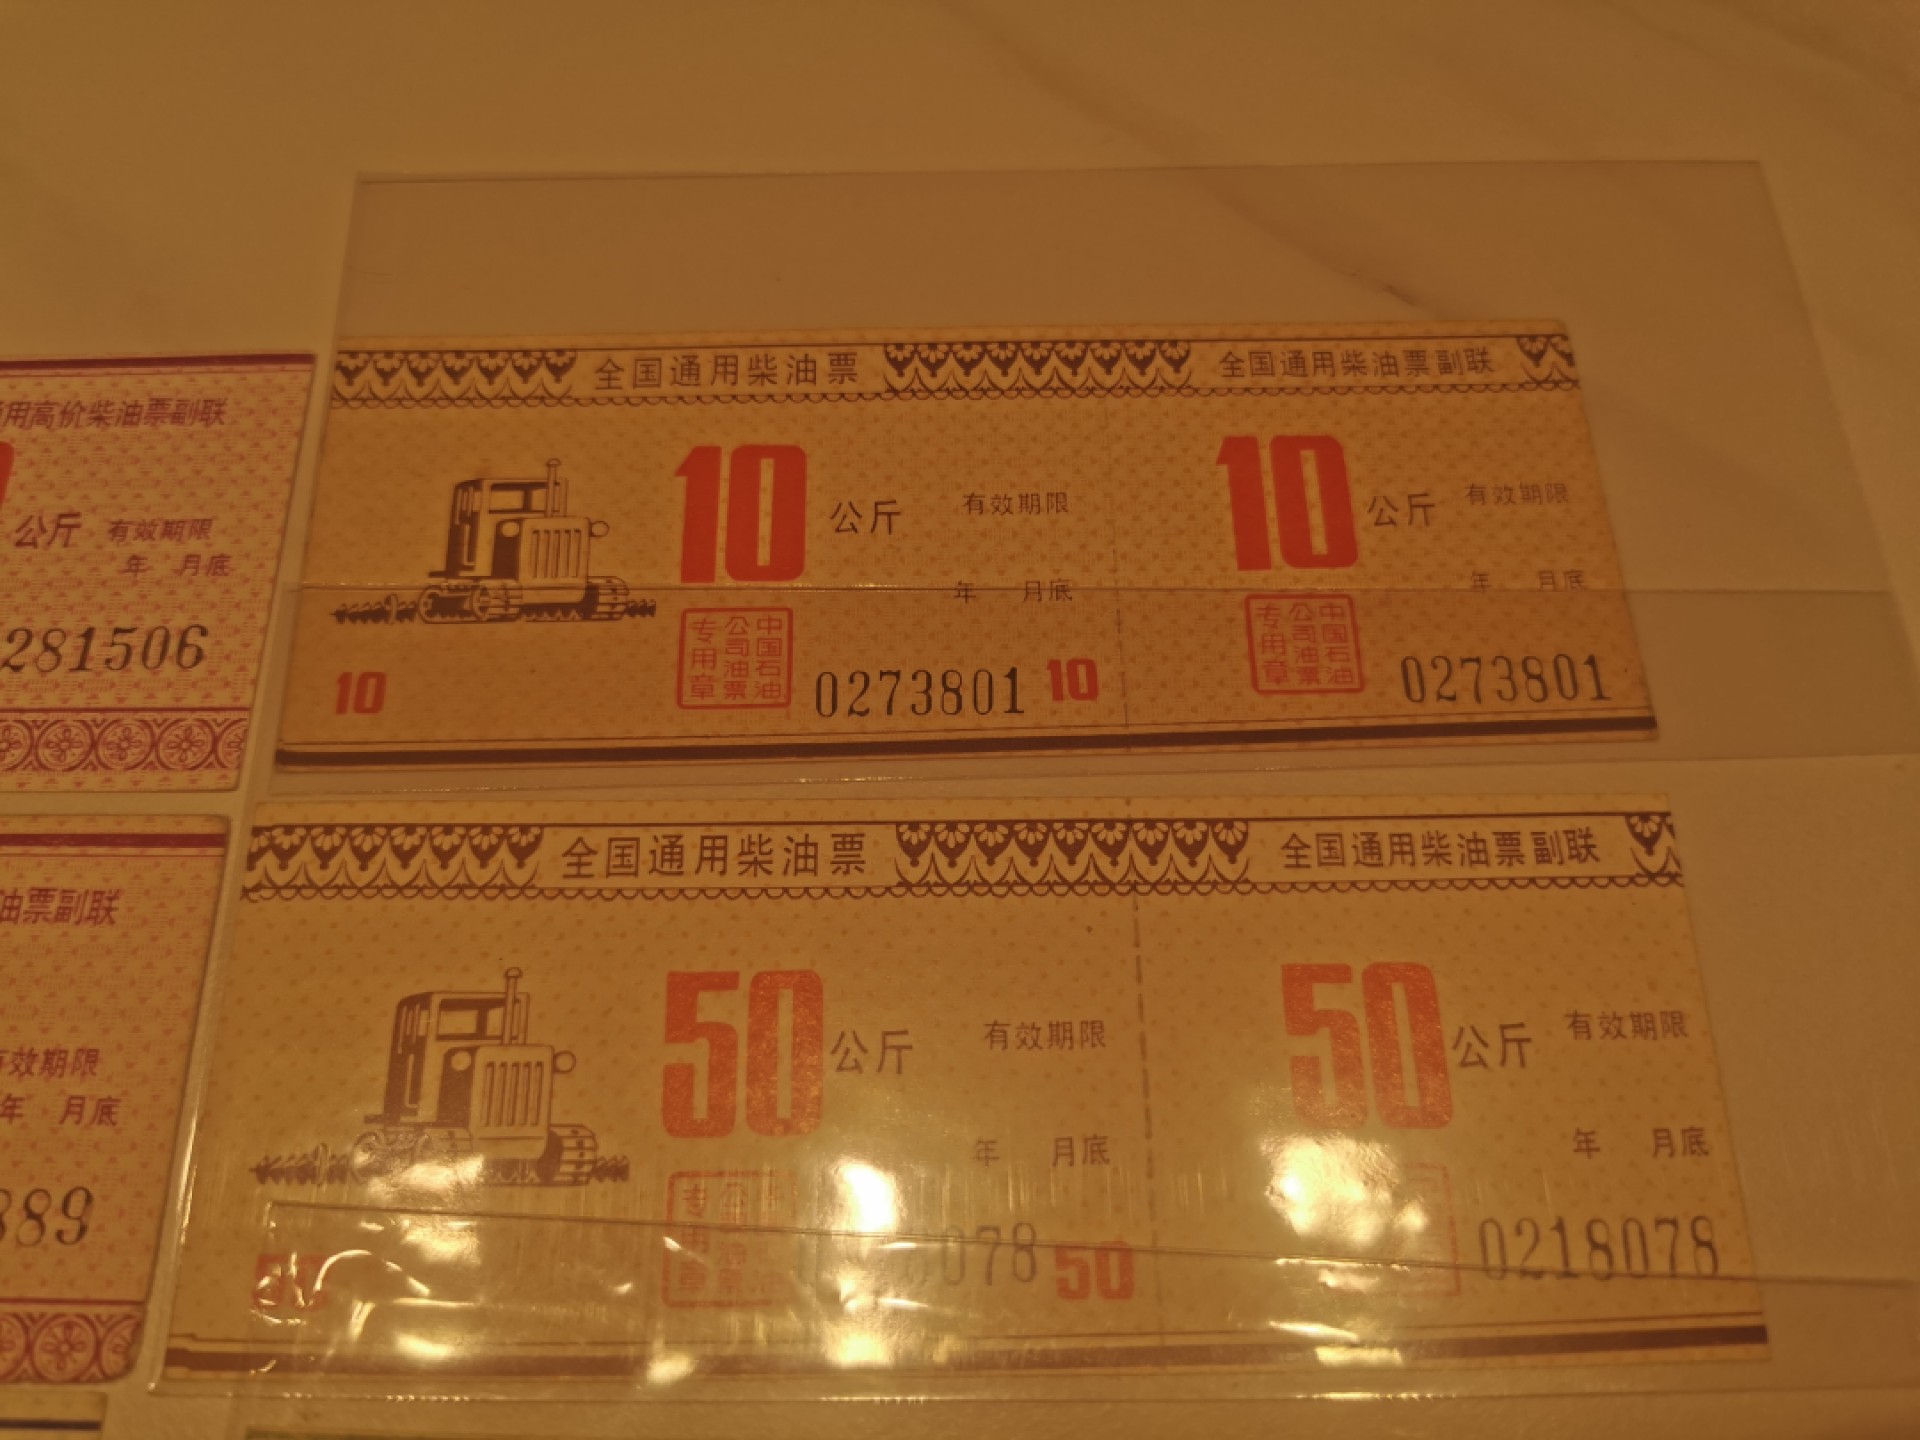 用高价柴油票副联
公斤 有效期限
年 月底
281506
全国通用柴油票
全国通用柴油票副联
10 公斤 有效期限
年 月底
中国石油
公司油票
专用章
10
0273801
10
10 公斤 有效期限
年 月底
中国石油
公司油票
专用章
0273801
油票副联
有效期限
年 月底
889
全国通用柴油票
全国通用柴油票副联
50 公斤 有效期限
年 月底
专用章
078
50
50 公斤 有效期限
年 月底
0218078